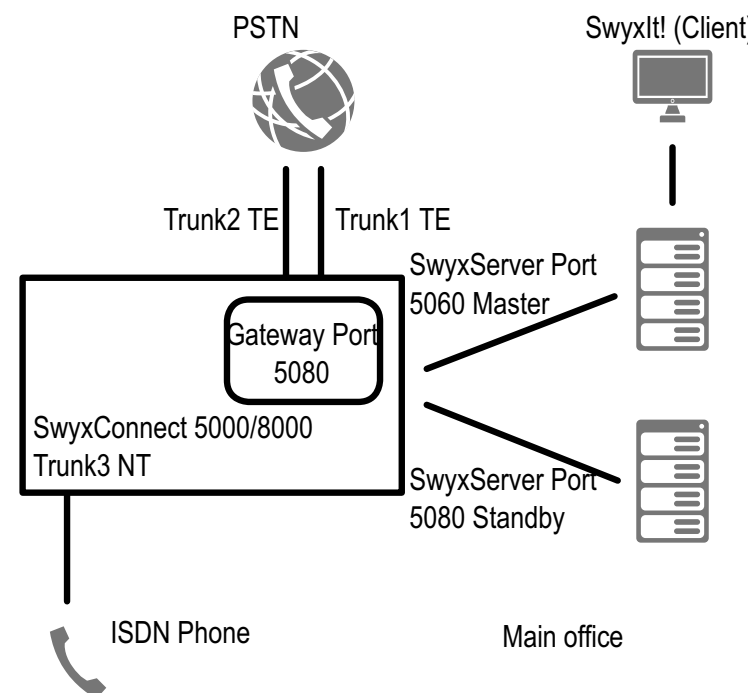 PSTN
SwyxIt! (Client)
Trunk2 TE
Trunk1 TE
SwyxServer Port
5060 Master
Gateway Port
5080
SwyxConnect 5000/8000
Trunk3 NT
SwyxServer Port
5080 Standby
ISDN Phone
Main office